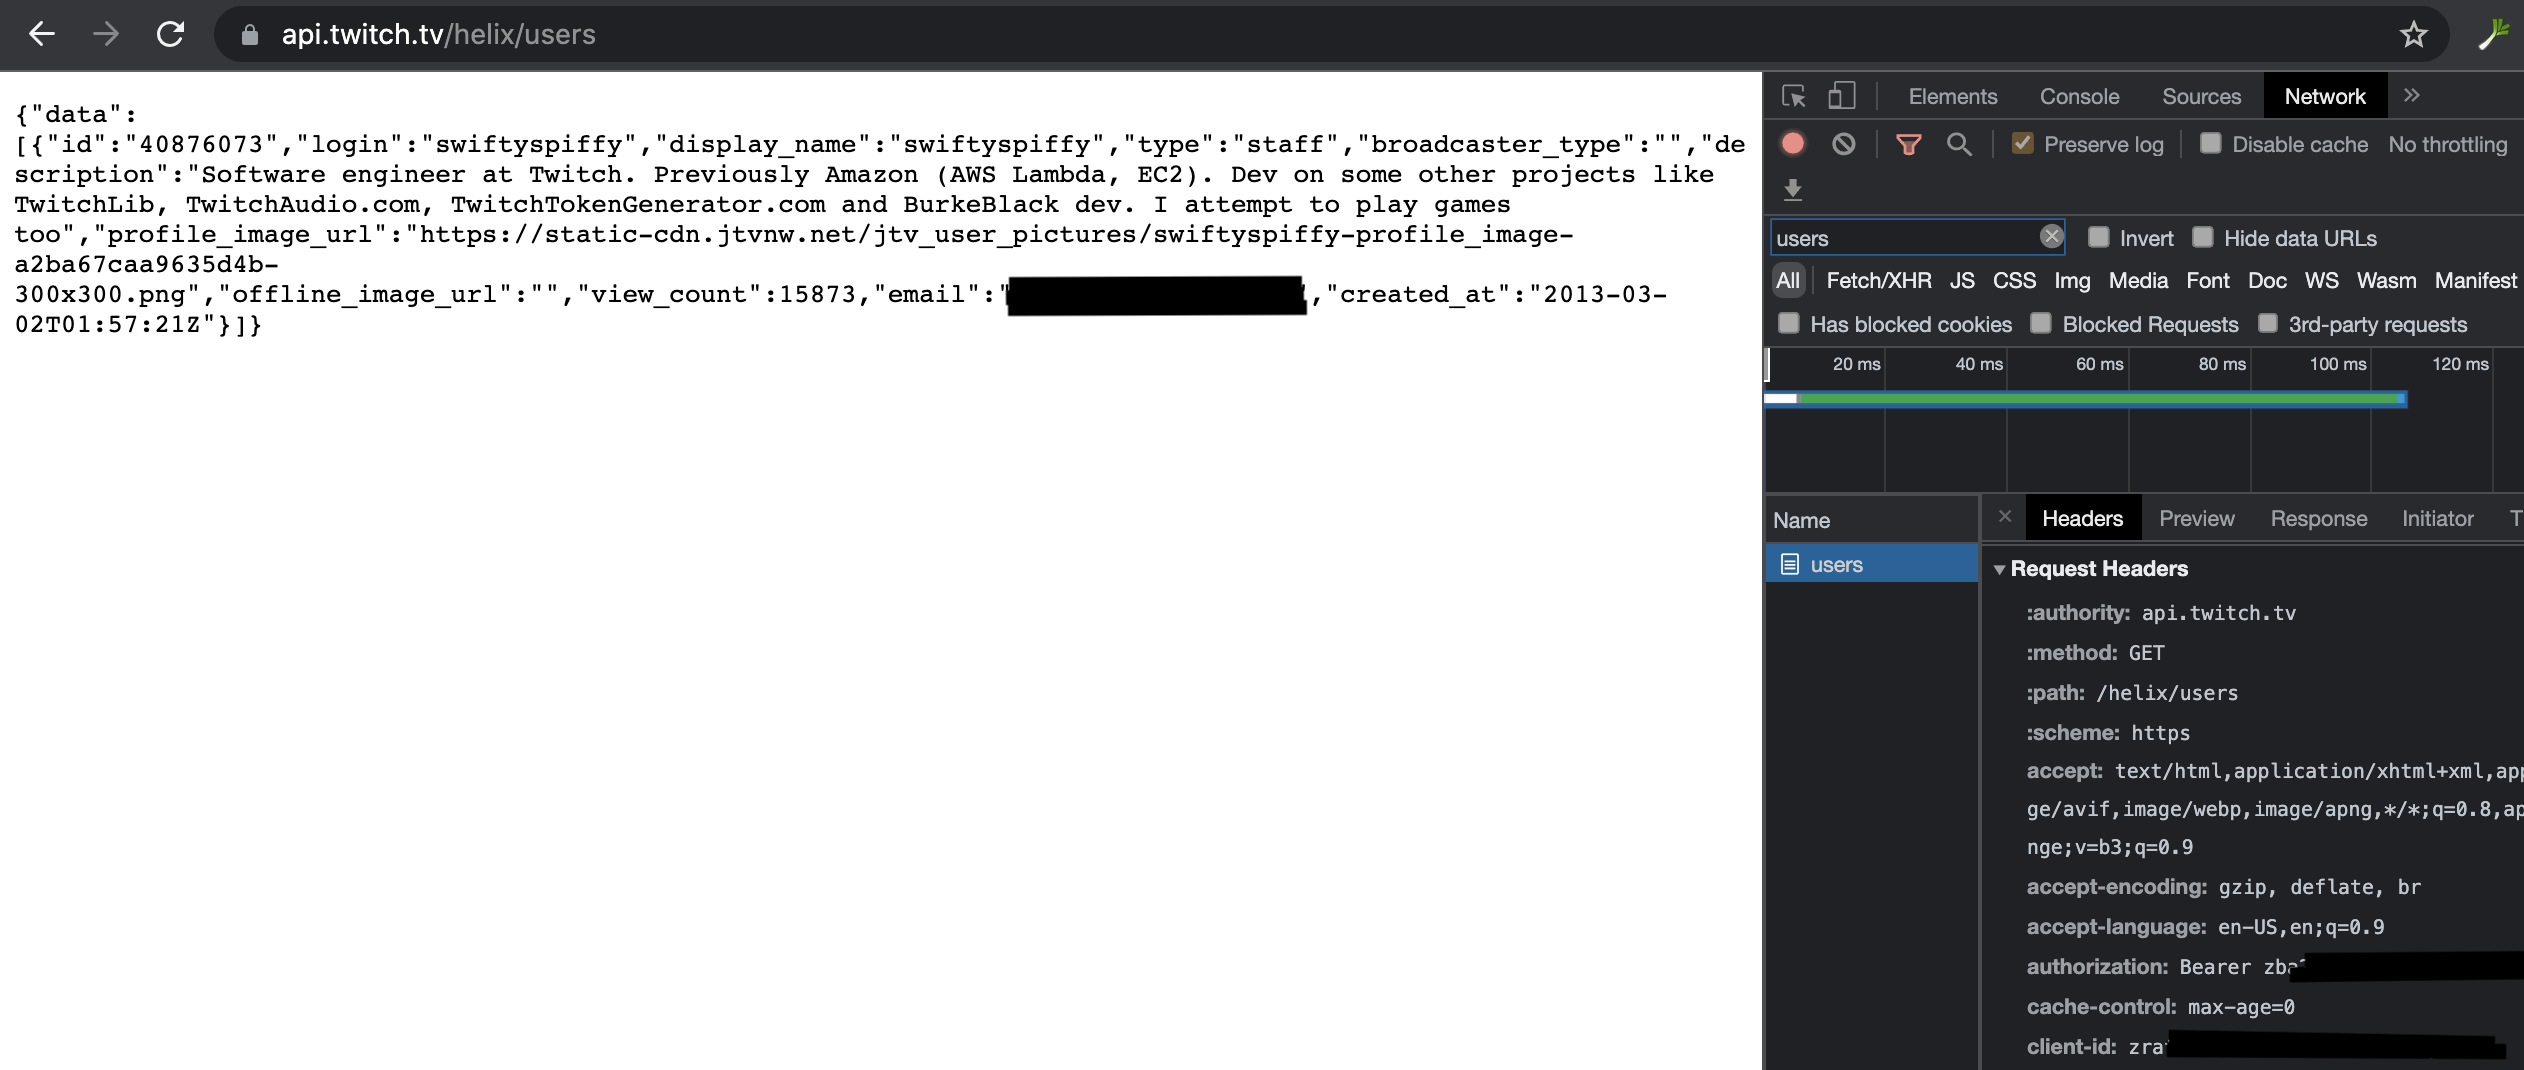 api.twitch.tv/helix/users
{"data":
[{"id":"40876073","login":"swiftyspiffy","display_name":"swiftyspiffy","type":"staff","broadcaster_type":"","de
scription":"Software engineer at Twitch. Previously Amazon (AWS Lambda, EC2). Dev on some other projects like
TwitchLib, TwitchAudio.com, TwitchTokenGenerator.com and BurkeBlack dev. I attempt to play games
too","profile_image_url":"https://static-cdn.jtvnw.net/jtv_user_pictures/swiftyspiffy-profile_image-
a2ba67caa9635d4b-
300x300.png","offline_image_url":"","view_count":15873,"email":" ,"created_at":"2013-03-
02T01:57:21Z"}]}
Elements Console Sources Network
Preserve log Disable cache No throttling
users Invert Hide data URLs
All Fetch/XHR JS CSS Img Media Font Doc WS Wasm Manifest
Has blocked cookies Blocked Requests 3rd-party requests
20 ms 40 ms 60 ms 80 ms 100 ms 120 ms
Name
users
Headers Preview Response Initiator T
Request Headers
:authority: api.twitch.tv
:method: GET
:path: /helix/users
:scheme: https
accept: text/html,application/xhtml+xml,app
ge/avif,image/webp,image/apng,*/*;q=0.8,ap
nge;v=b3;q=0.9
accept-encoding: gzip, deflate, br
accept-language: en-US,en;q=0.9
authorization: Bearer zba
cache-control: max-age=0
client-id: zra